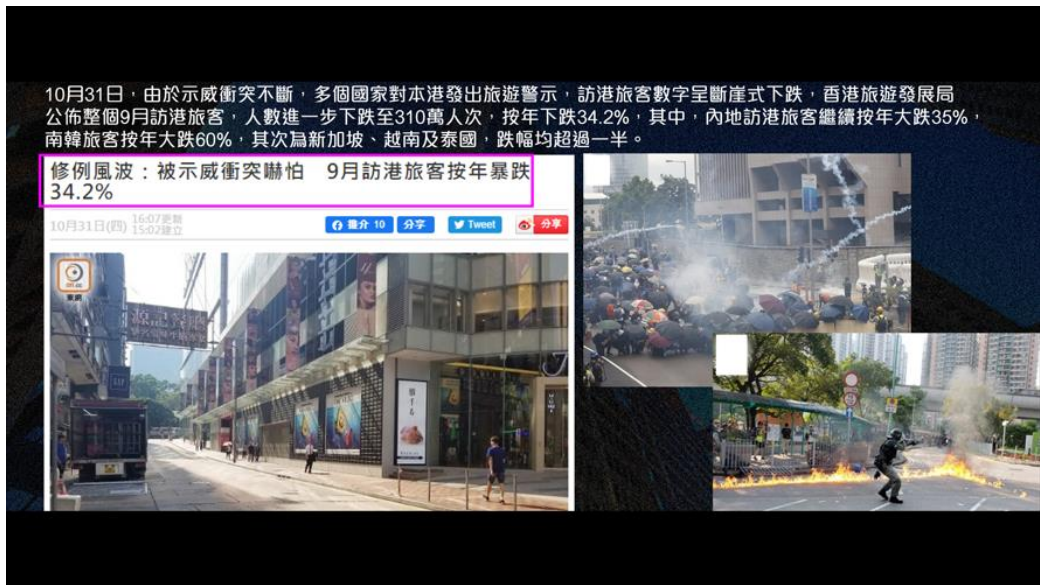 10月31日，由於示威衝突不斷，多個國家對本港發出旅遊警示，訪港旅客數字呈斷崖式下跌，香港旅遊發展局
公佈整個9月訪港旅客，人數進一步下跌至310萬人次，按年下跌34.2%，其中，內地訪港旅客繼續按年大跌35%，
南韓旅客按年大跌60%，其次為新加坡、越南及泰國，跌幅均超過一半。
修例風波：被示威衝突嚇怕　9月訪港旅客按年暴跌
34.2%
10月31日(四) 16:07更新
15:02建立
推介 10 分享 Tweet 分享
東網